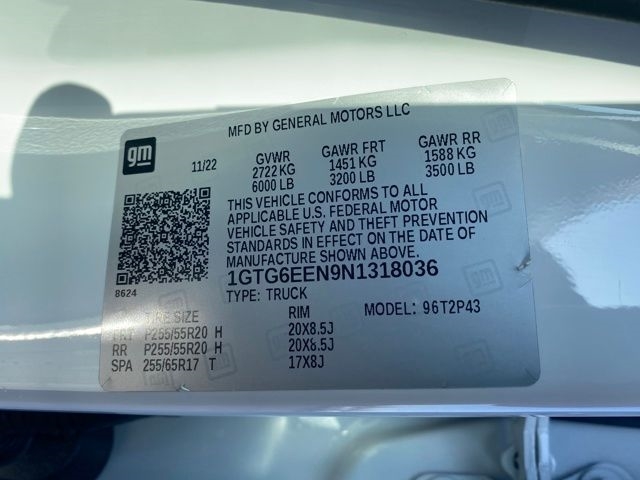 MFD BY GENERAL MOTORS LLC
gm
11/22
GVWR GAWR FRT GAWR RR
2722 KG 1451 KG 1588 KG
6000 LB 3200 LB 3500 LB
THIS VEHICLE CONFORMS TO ALL
APPLICABLE U.S. FEDERAL MOTOR
VEHICLE SAFETY AND THEFT PREVENTION
STANDARDS IN EFFECT ON THE DATE OF
MANUFACTURE SHOWN ABOVE.
8624
1GTG6EEN9N1318036
TYPE: TRUCK
TIRE SIZE RIM MODEL: 96T2P43
FRT P255/55R20 H 20X8.5J
RR P255/55R20 H 20X8.5J
SPA 255/65R17 T 17X8J